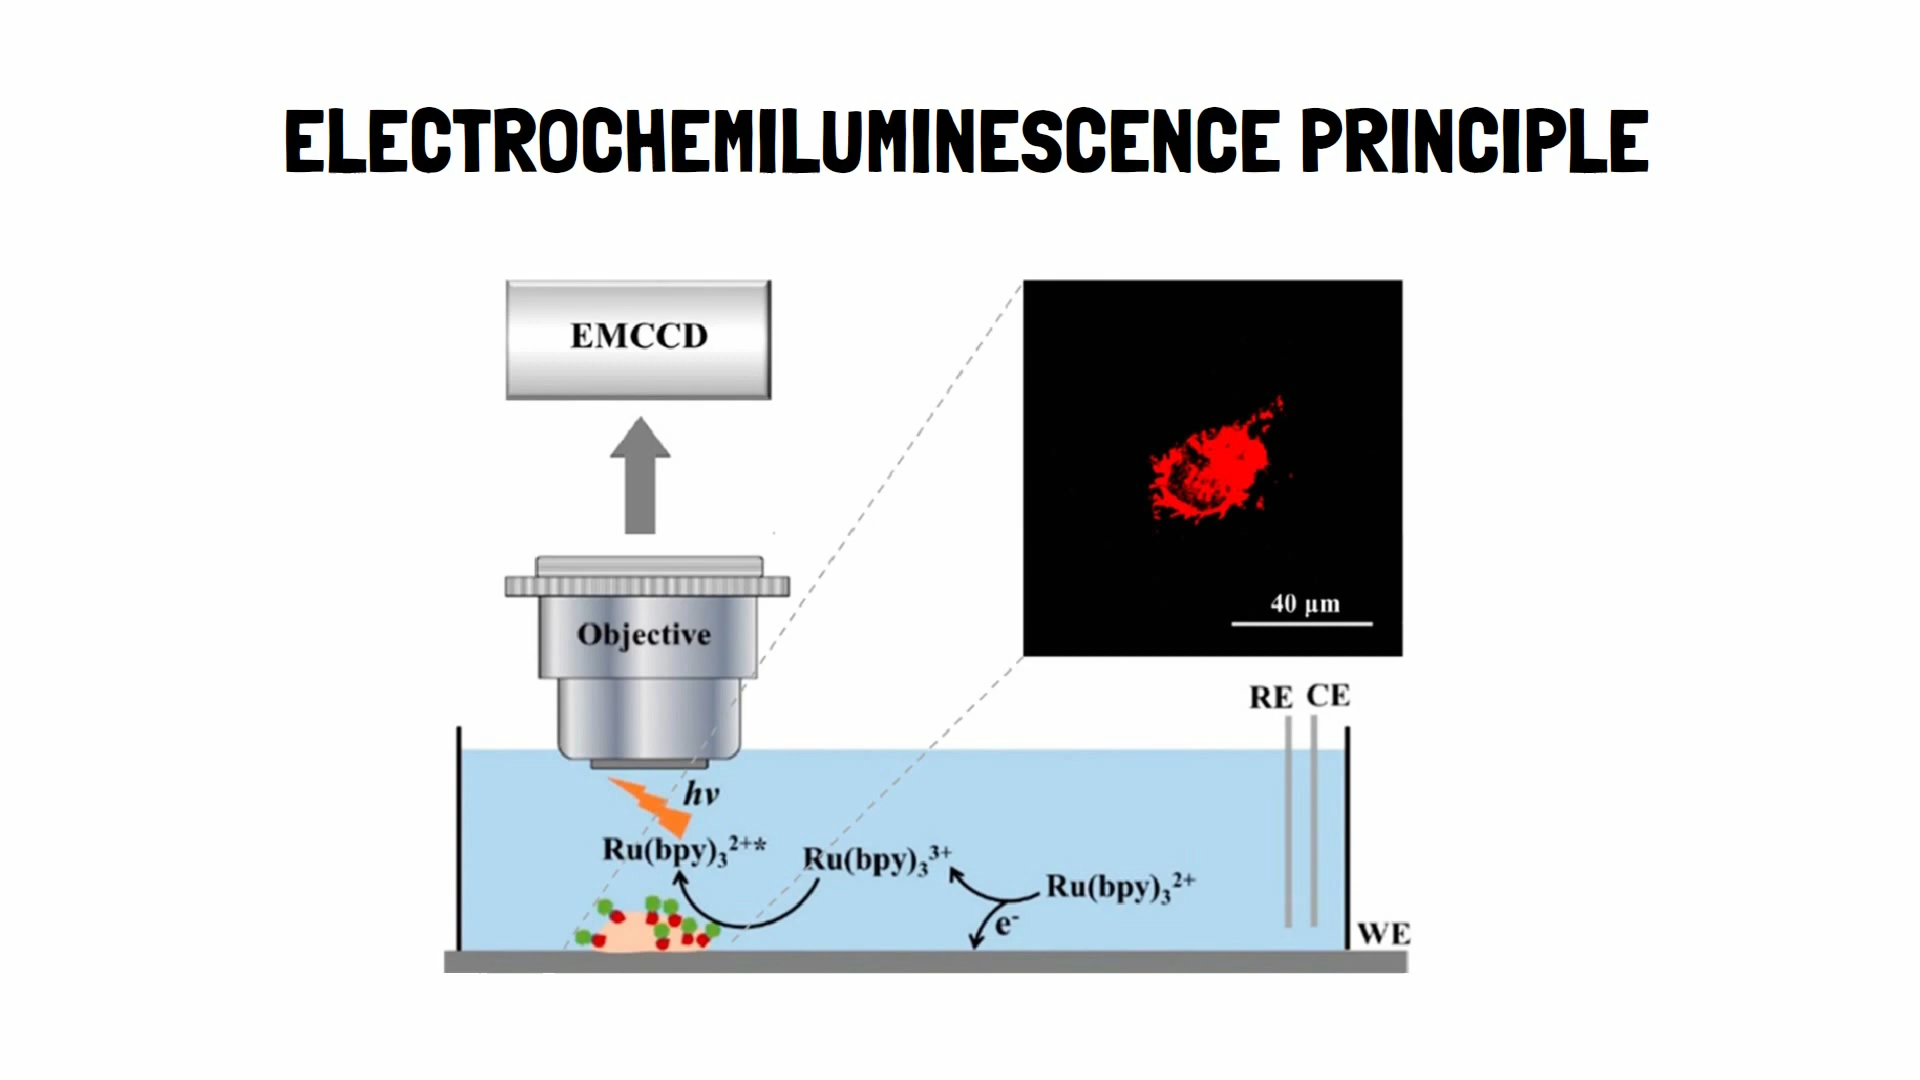 ELECTROCHEMILUMINESCENCE PRINCIPLE
EMCCD
Objective
40 µm
RE CE
hν
Ru(bpy)₃²⁺*
Ru(bpy)₃³⁺
Ru(bpy)₃²⁺
e⁻
WE